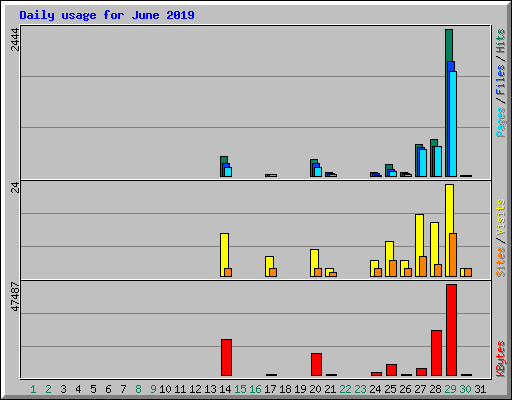 Daily usage for June 2019
2444
Pages / Files / Hits
24
Sites / Visits
47487
KBytes
1 2 3 4 5 6 7 8 9 10 11 12 13 14 15 16 17 18 19 20 21 22 23 24 25 26 27 28 29 30 31